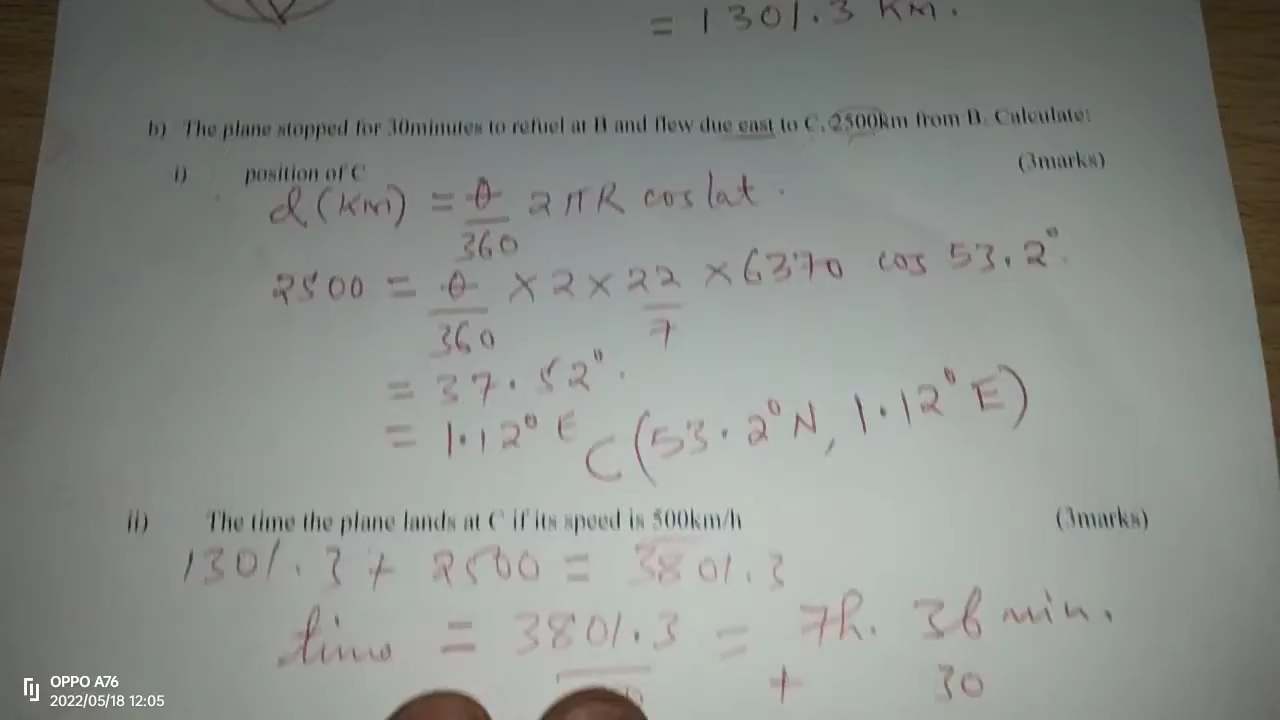 = 1301.3 KM.
b) The plane stopped for 30minutes to refuel at B and flew due east to C, 2500km from B. Calculate:
i) position of C (3marks)
d(KM) = θ/360 2πR cos lat.
2500 = θ/360 × 2 × 22/7 × 6370 cos 53.2°.
= 37.52°.
= 1.12° E C(53.2°N, 1.12° E)
ii) The time the plane lands at C if its speed is 500km/h (3marks)
1301.3 + 2500 = 3801.3
time = 3801.3 = 7h. 36 min.
+ 30
OPPO A76
2022/05/18 12:05